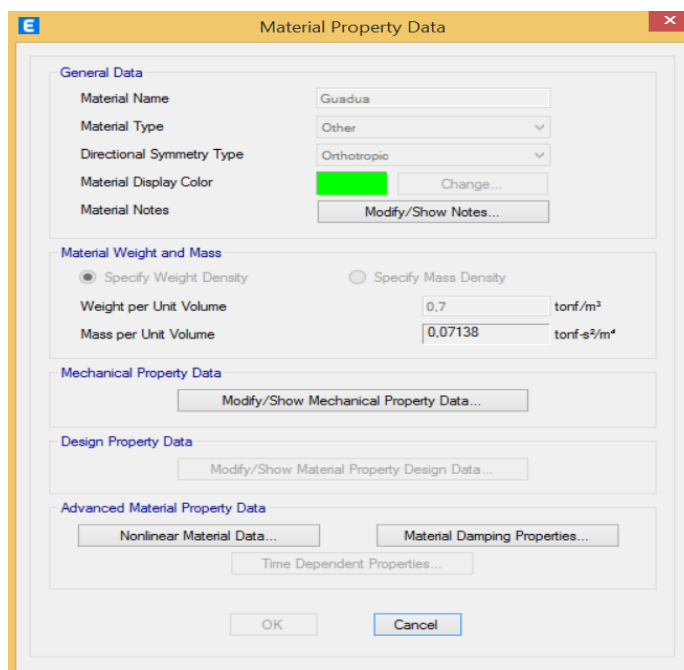 E Material Property Data ×
General Data
Material Name Guadua
Material Type Other
Directional Symmetry Type Orthotropic
Material Display Color Change...
Material Notes Modify/Show Notes...
Material Weight and Mass
Specify Weight Density Specify Mass Density
Weight per Unit Volume 0,7 tonf/m³
Mass per Unit Volume 0,07138 tonf-s²/m⁴
Mechanical Property Data
Modify/Show Mechanical Property Data...
Design Property Data
Modify/Show Material Property Design Data...
Advanced Material Property Data
Nonlinear Material Data... Material Damping Properties...
Time Dependent Properties...
OK Cancel